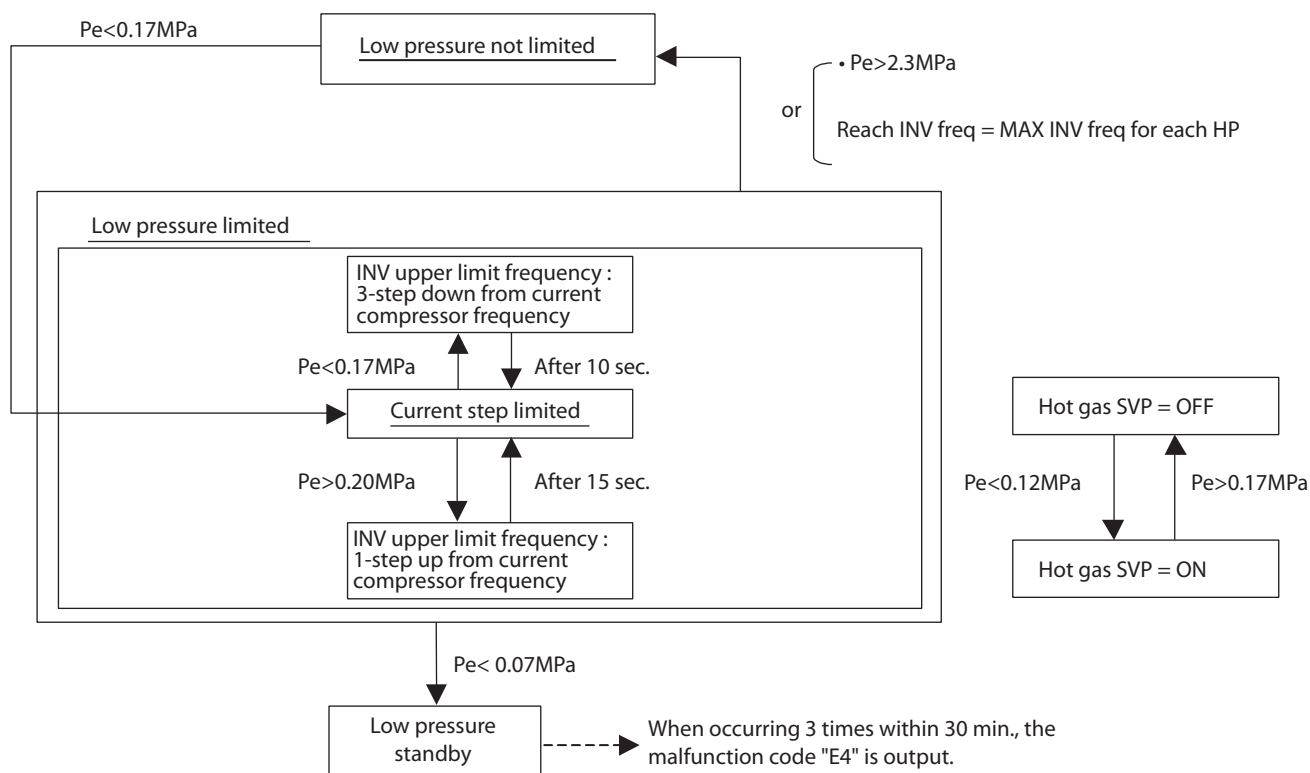 Pe<0.17MPa
Low pressure not limited
or
• Pe>2.3MPa
Reach INV freq = MAX INV freq for each HP
Low pressure limited
INV upper limit frequency :
3-step down from current
compressor frequency
Pe<0.17MPa
After 10 sec.
Current step limited
Pe>0.20MPa
After 15 sec.
INV upper limit frequency :
1-step up from current
compressor frequency
Hot gas SVP = OFF
Pe<0.12MPa
Pe>0.17MPa
Hot gas SVP = ON
Pe< 0.07MPa
Low pressure
standby
When occurring 3 times within 30 min., the
malfunction code "E4" is output.